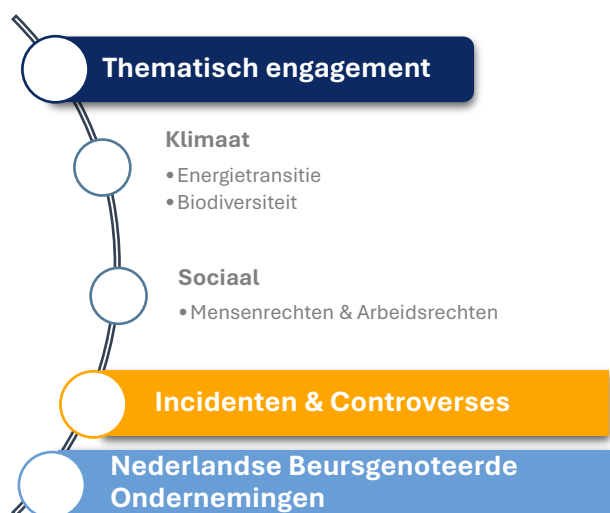 Thematisch engagement
Klimaat
•Energietransitie
•Biodiversiteit
Sociaal
•Mensenrechten & Arbeidsrechten
Incidenten & Controverses
Nederlandse Beursgenoteerde
Ondernemingen